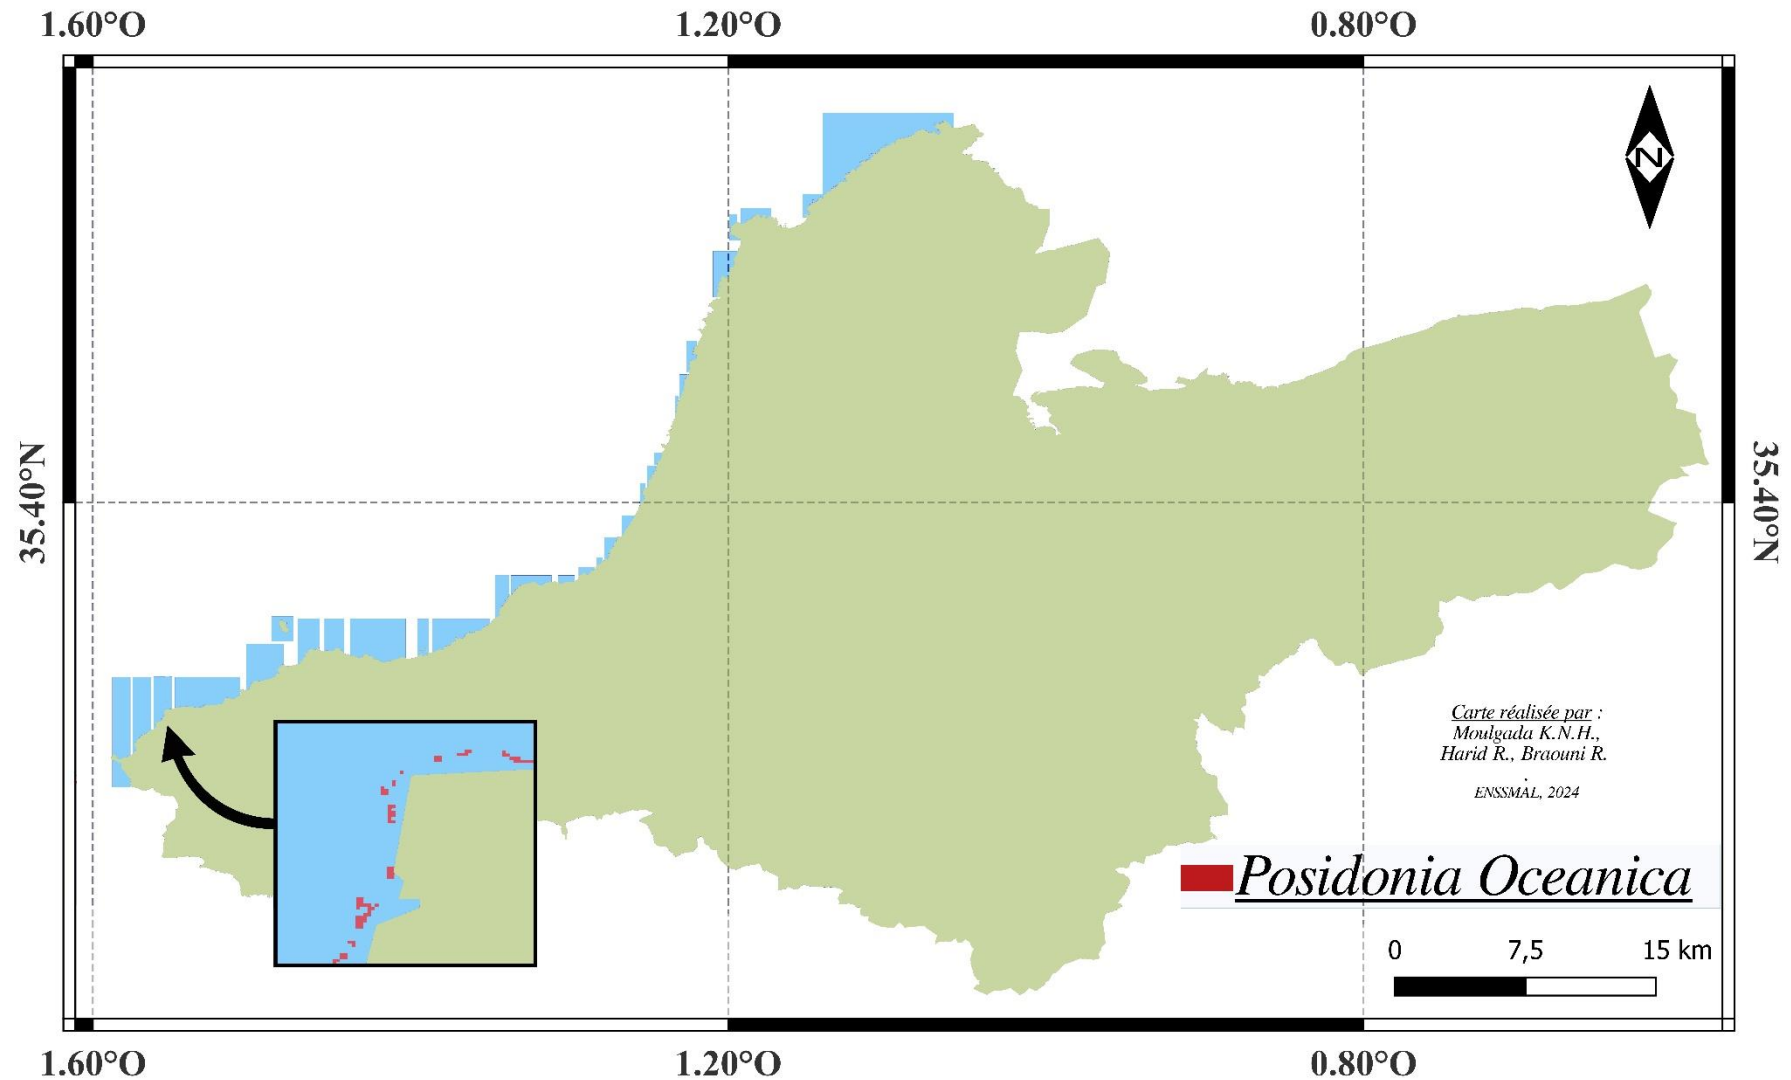 1.60°O 1.20°O 0.80°O
N
35.40°N
35.40°N
Carte réalisée par :
Moulgada K.N.H.,
Harid R., Braouni R.
.
ENSSMAL, 2024
Posidonia Oceanica
0 7,5 15 km
1.60°O 1.20°O 0.80°O